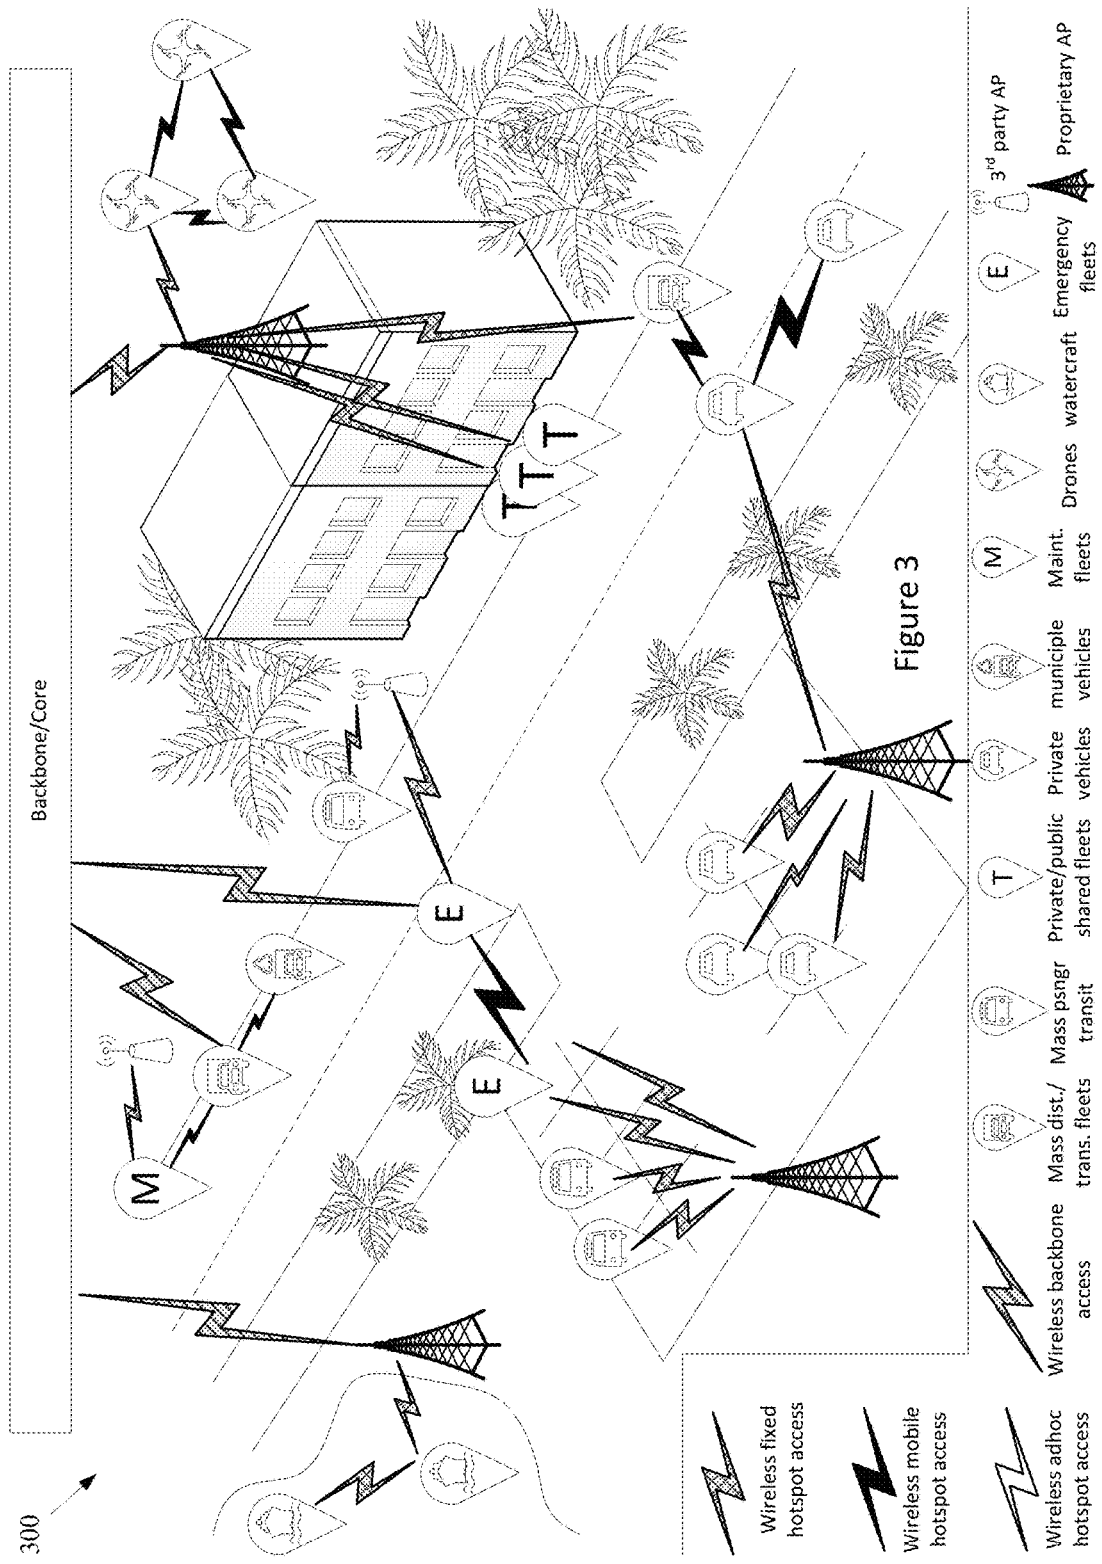 300
Backbone/Core
M
E
E
T
T
T
Figure 3
Wireless fixed
hotspot access
Wireless mobile
hotspot access
Wireless adhoc
hotspot access
Wireless backbone
access
Mass dist./
trans. fleets
Mass psngr
transit
T
Private/public
shared fleets
Private
vehicles
municiple
vehicles
M
Maint.
fleets
Drones
watercraft
E
Emergency
fleets
3rd party AP
Proprietary AP